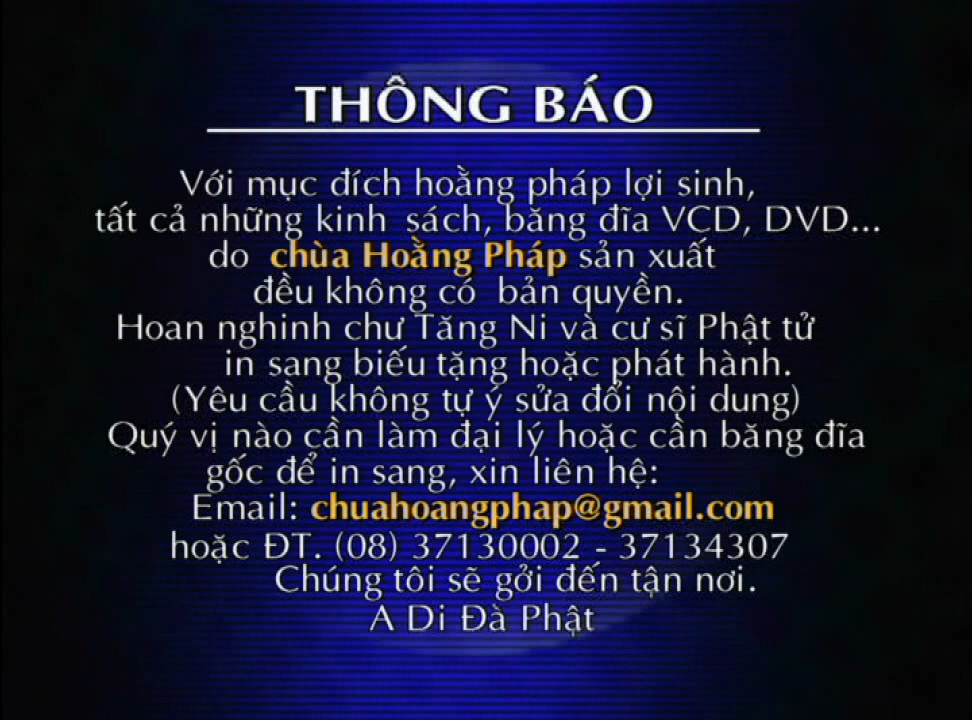 THÔNG BÁO
Với mục đích hoằng pháp lợi sinh,
tất cả những kinh sách, băng đĩa VCD, DVD...
do chùa Hoằng Pháp sản xuất
đều không có bản quyền.
Hoan nghinh chư Tăng Ni và cư sĩ Phật tử
in sang biếu tặng hoặc phát hành.
(Yêu cầu không tự ý sửa đổi nội dung)
Quý vị nào cần làm đại lý hoặc cần băng đĩa
gốc để in sang, xin liên hệ:
Email: chuahoangphap@gmail.com
hoặc ĐT. (08) 37130002 - 37134307
Chúng tôi sẽ gởi đến tận nơi.
A Di Đà Phật